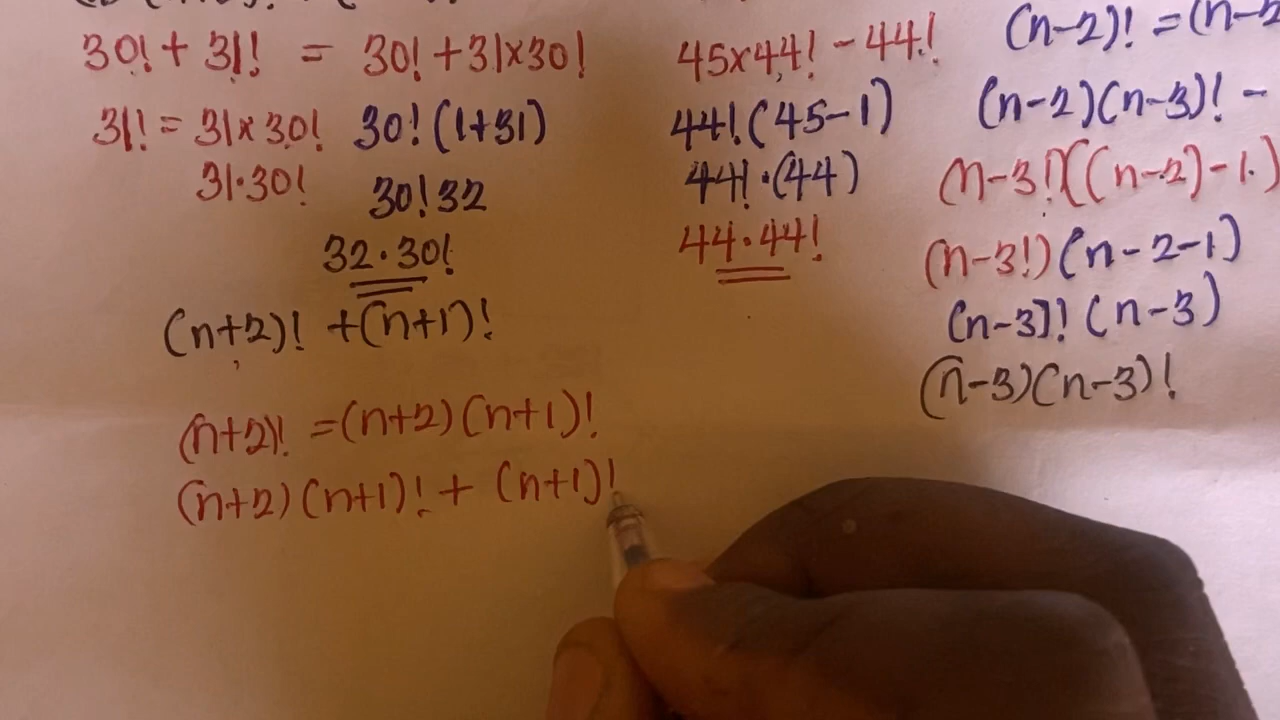 30! + 31! = 30! + 31×30!
31! = 31×30! 30! (1+31)
31·30! 30! 32
32·30!
(n+2)! + (n+1)!
(n+2)! = (n+2)(n+1)!
(n+2)(n+1)! + (n+1)!
45×44! - 44!
44! (45-1)
44! · (44)
44·44!
(n-2)! = (n-2
(n-2)(n-3)! -
(n-3!)((n-2)-1.)
(n-3!)(n-2-1)
(n-3]! (n-3)
(n-3)(n-3)!